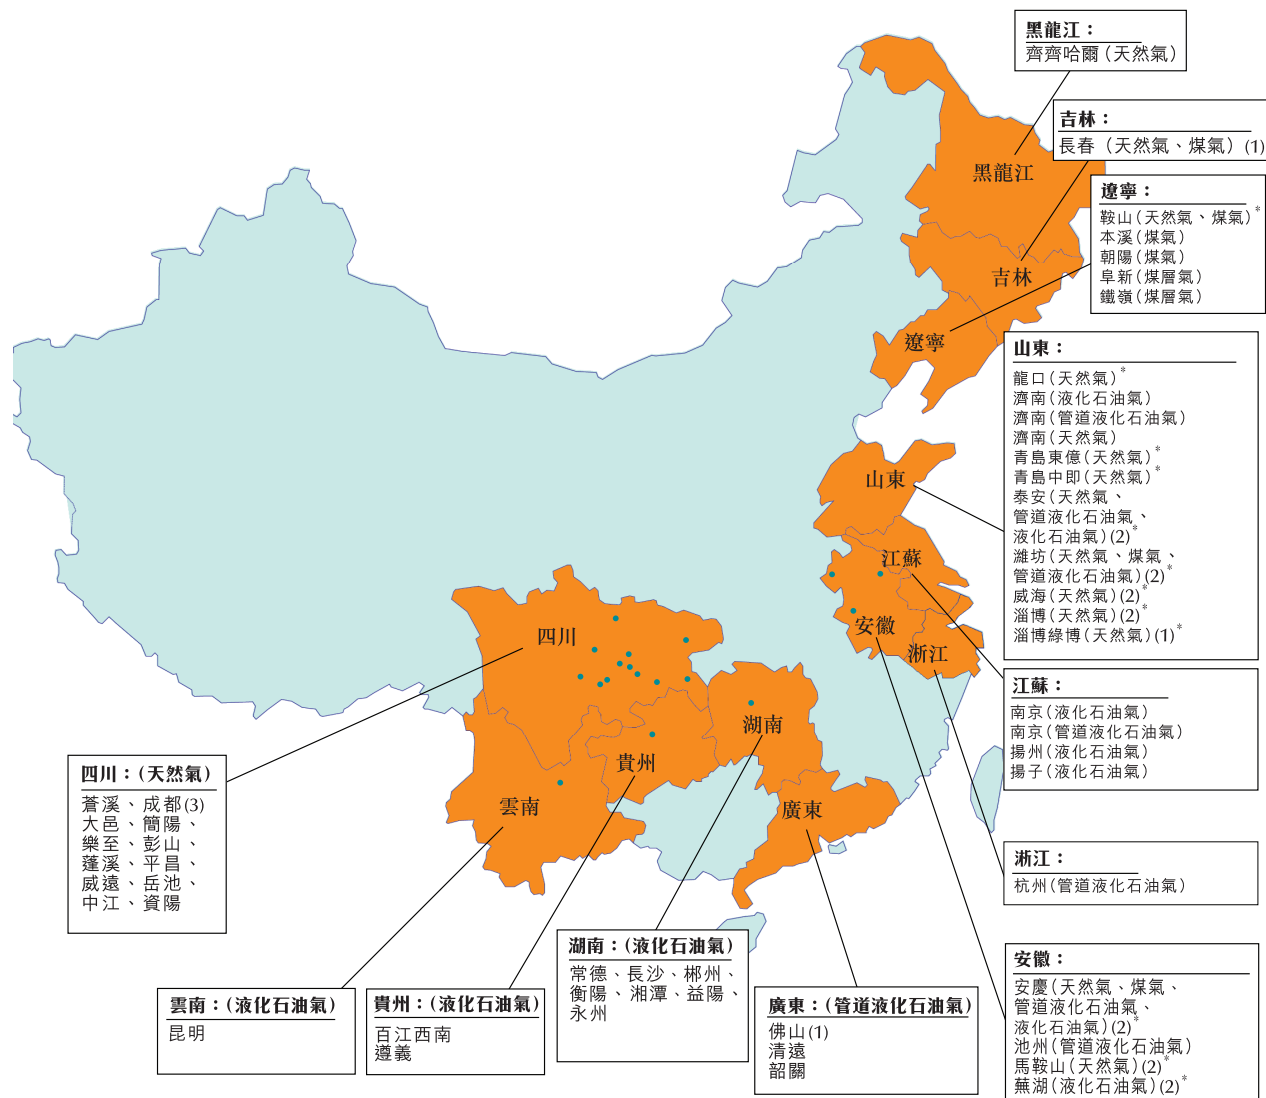 黑龍江：
齊齊哈爾（天然氣）
吉林：
長春（天然氣、煤氣）(1)
遼寧：
鞍山（天然氣、煤氣）*
本溪（煤氣）
朝陽（煤氣）
阜新（煤層氣）
鐵嶺（煤層氣）
山東：
龍口（天然氣）*
濟南（液化石油氣）
濟南（管道液化石油氣）
濟南（天然氣）
青島東億（天然氣）*
青島中即（天然氣）*
泰安（天然氣、
管道液化石油氣、
液化石油氣）(2)*
濰坊（天然氣、煤氣、
管道液化石油氣）(2)*
威海（天然氣）(2)*
淄博（天然氣）(2)*
淄博綠博（天然氣）(1)*
江蘇：
南京（液化石油氣）
南京（管道液化石油氣）
揚州（液化石油氣）
揚子（液化石油氣）
浙江：
杭州（管道液化石油氣）
安徽：
安慶（天然氣、煤氣、
管道液化石油氣、
液化石油氣）(2)*
池州（管道液化石油氣）
馬鞍山（天然氣）(2)*
蕪湖（液化石油氣）(2)*
黑龍江
吉林
遼寧
山東
江蘇
安徽
浙江
四川
湖南
貴州
雲南
廣東
四川：（天然氣）
蒼溪、成都(3)
大邑、簡陽、
樂至、彭山、
蓬溪、平昌、
威遠、岳池、
中江、資陽
雲南：（液化石油氣）
昆明
貴州：（液化石油氣）
百江西南
遵義
湖南：（液化石油氣）
常德、長沙、郴州、
衡陽、湘潭、益陽、
永州
廣東：（管道液化石油氣）
佛山(1)
清遠
韶關